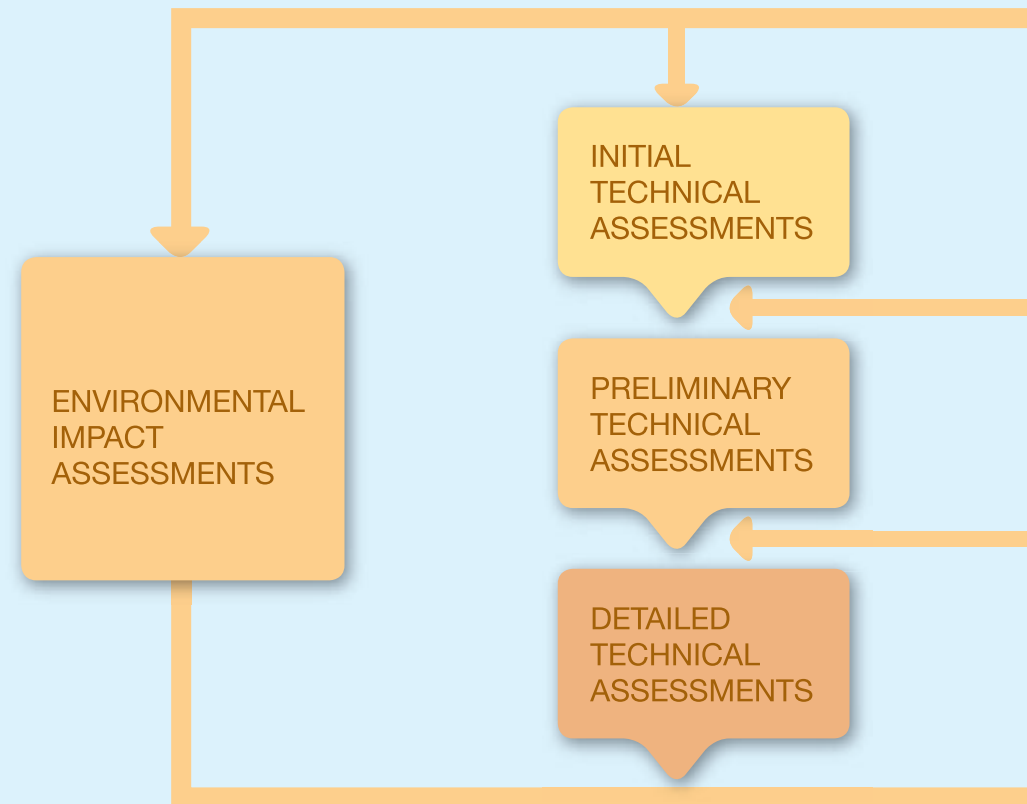 INITIAL
TECHNICAL
ASSESSMENTS
ENVIRONMENTAL
IMPACT
ASSESSMENTS
PRELIMINARY
TECHNICAL
ASSESSMENTS
DETAILED
TECHNICAL
ASSESSMENTS